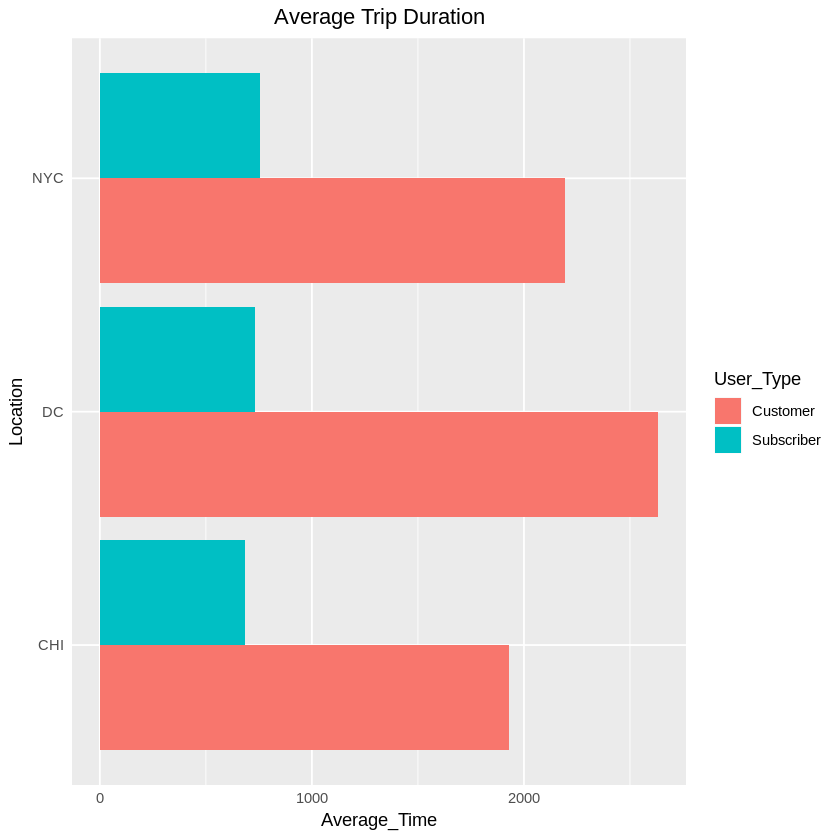 Average Trip Duration
NYC
DC
CHI
Location
0 1000 2000
Average_Time
User_Type
Customer
Subscriber